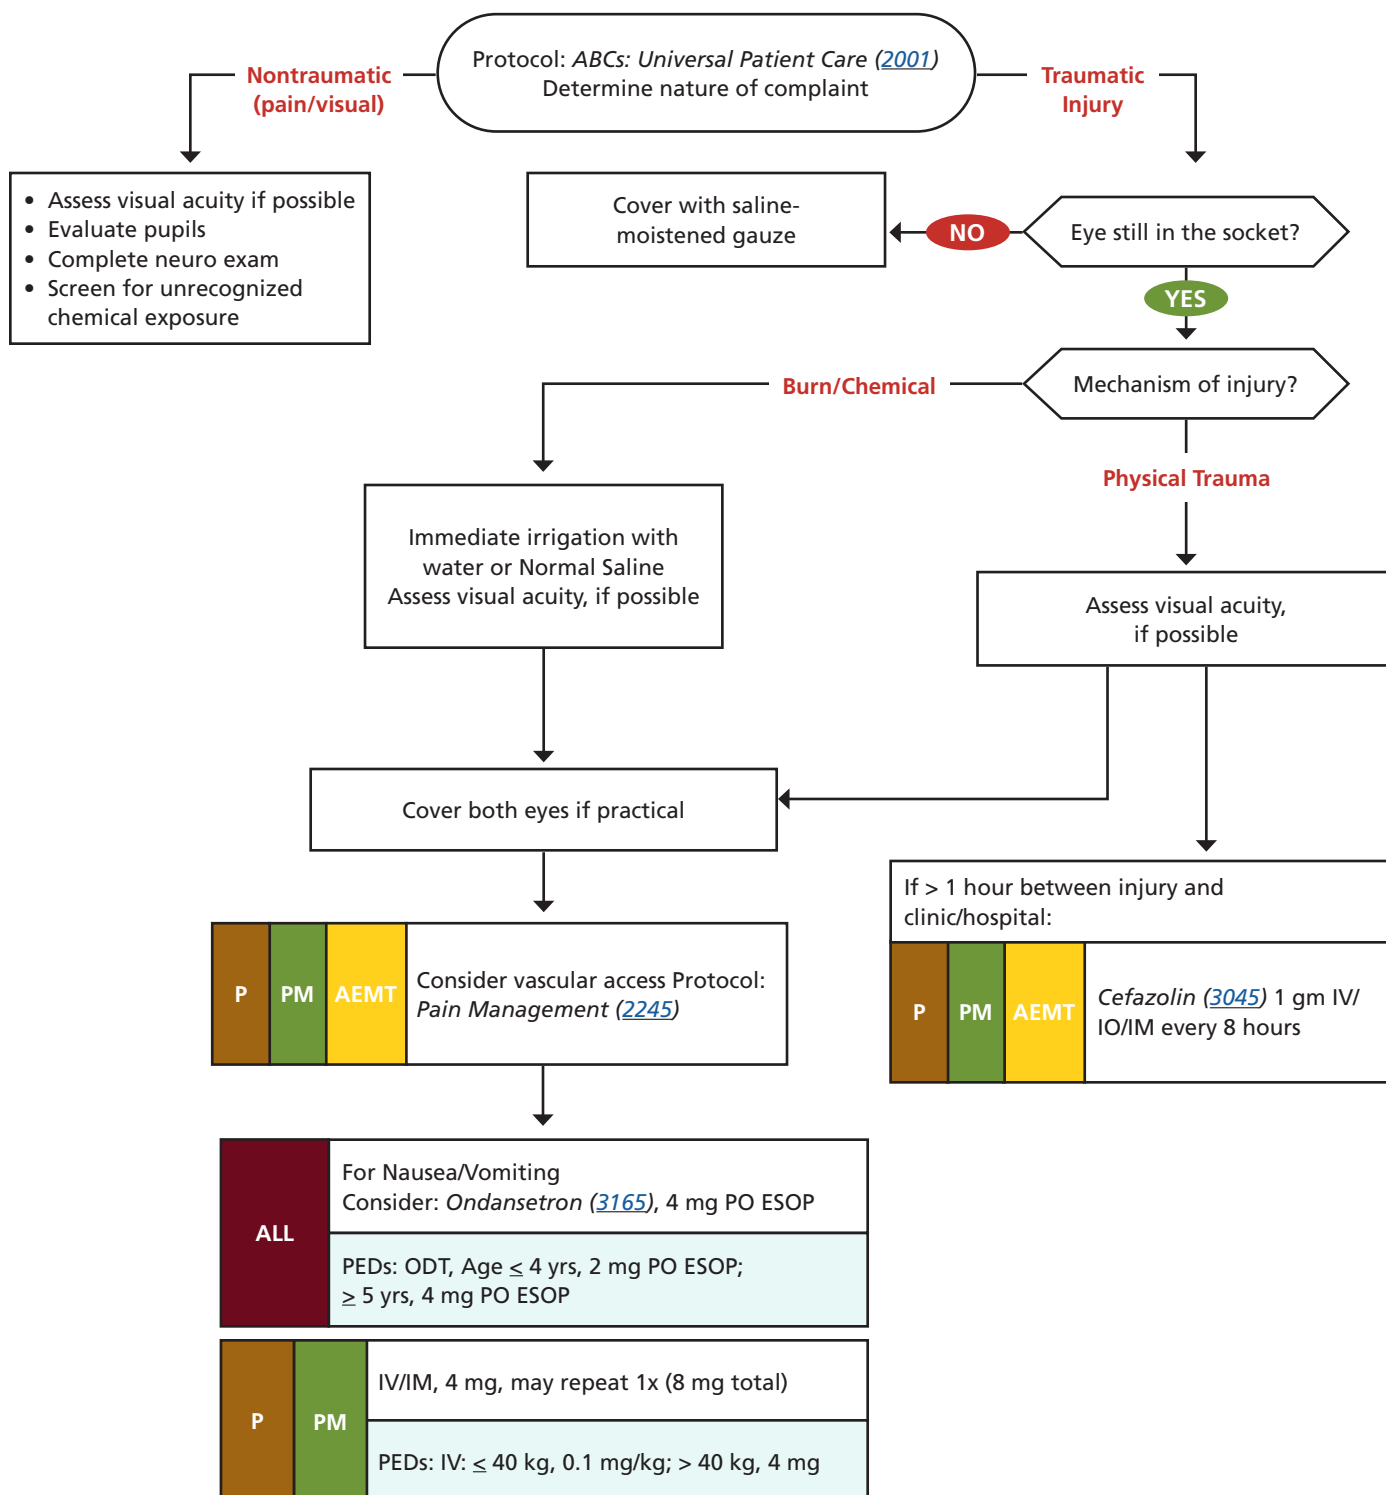 Protocol: ABCs: Universal Patient Care (2001)
Determine nature of complaint
Nontraumatic
(pain/visual)
Traumatic
Injury
• Assess visual acuity if possible
• Evaluate pupils
• Complete neuro exam
• Screen for unrecognized
chemical exposure
Cover with saline-
moistened gauze
NO
Eye still in the socket?
YES
Burn/Chemical
Mechanism of injury?
Physical Trauma
Immediate irrigation with
water or Normal Saline
Assess visual acuity, if possible
Assess visual acuity,
if possible
Cover both eyes if practical
If > 1 hour between injury and
clinic/hospital:
P
PM
AEMT
Cefazolin (3045) 1 gm IV/
IO/IM every 8 hours
P
PM
AEMT
Consider vascular access Protocol:
Pain Management (2245)
ALL
For Nausea/Vomiting
Consider: Ondansetron (3165), 4 mg PO ESOP
PEDs: ODT, Age ≤ 4 yrs, 2 mg PO ESOP;
≥ 5 yrs, 4 mg PO ESOP
P
PM
IV/IM, 4 mg, may repeat 1x (8 mg total)
PEDs: IV: ≤ 40 kg, 0.1 mg/kg; > 40 kg, 4 mg